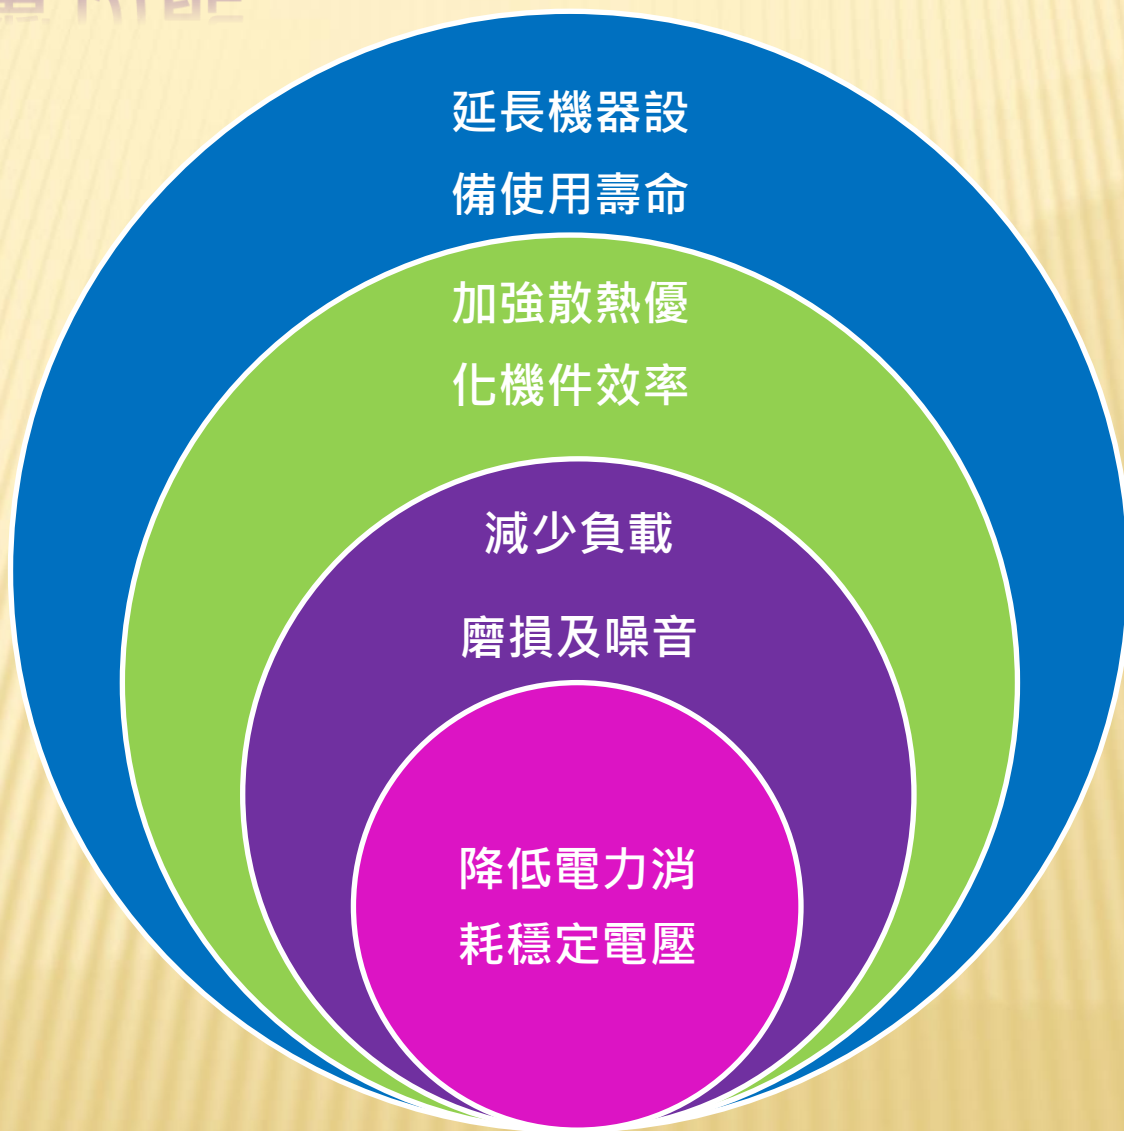 延長機器設
備使用壽命
加強散熱優
化機件效率
減少負載
磨損及噪音
降低電力消
耗穩定電壓